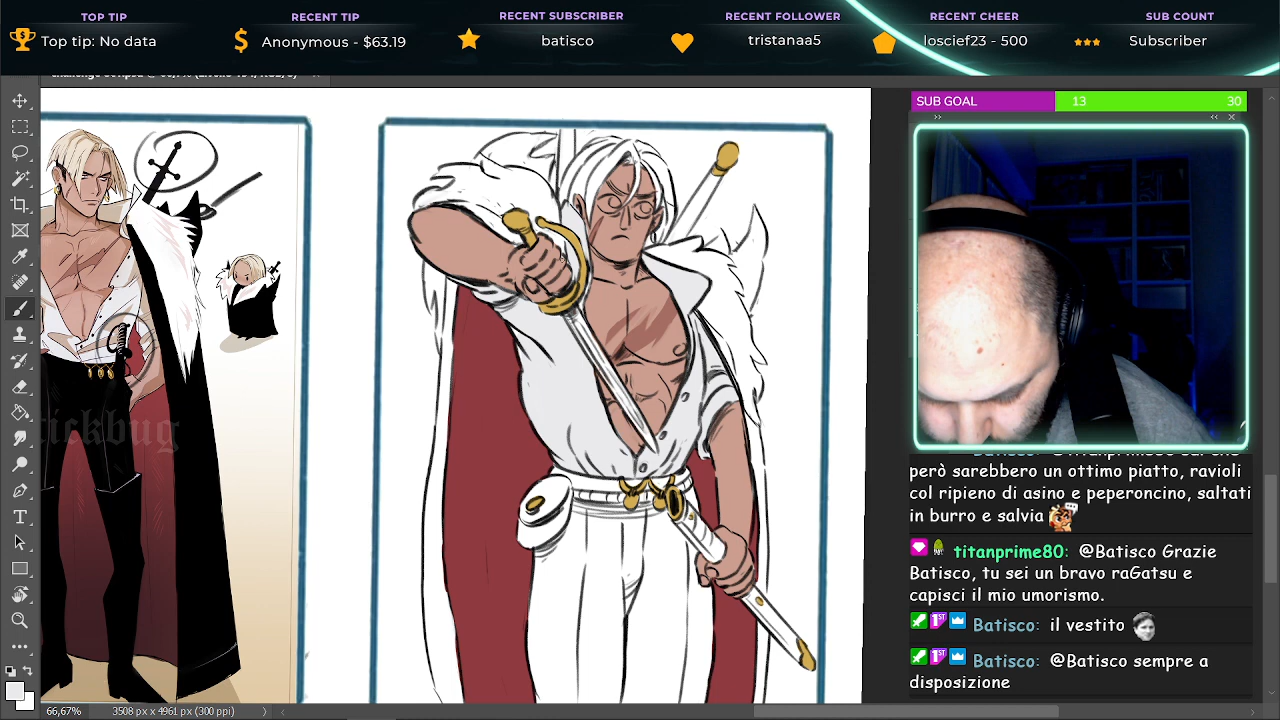 TOP TIP
Top tip: No data
RECENT TIP
Anonymous - $63.19
RECENT SUBSCRIBER
batisco
RECENT FOLLOWER
tristanaa5
RECENT CHEER
loscief23 - 500
SUB COUNT
Subscriber
SUB GOAL 13 30
tickbug
però sarebbero un ottimo piatto, ravioli
col ripieno di asino e peperoncino, saltati
in burro e salvia
titanprime80: @Batisco Grazie
Batisco, tu sei un bravo raGatsu e
capisci il mio umorismo.
1ST Batisco: il vestito
1ST Batisco: @Batisco sempre a
disposizione
66,67% 3508 px x 4961 px (300 ppi)